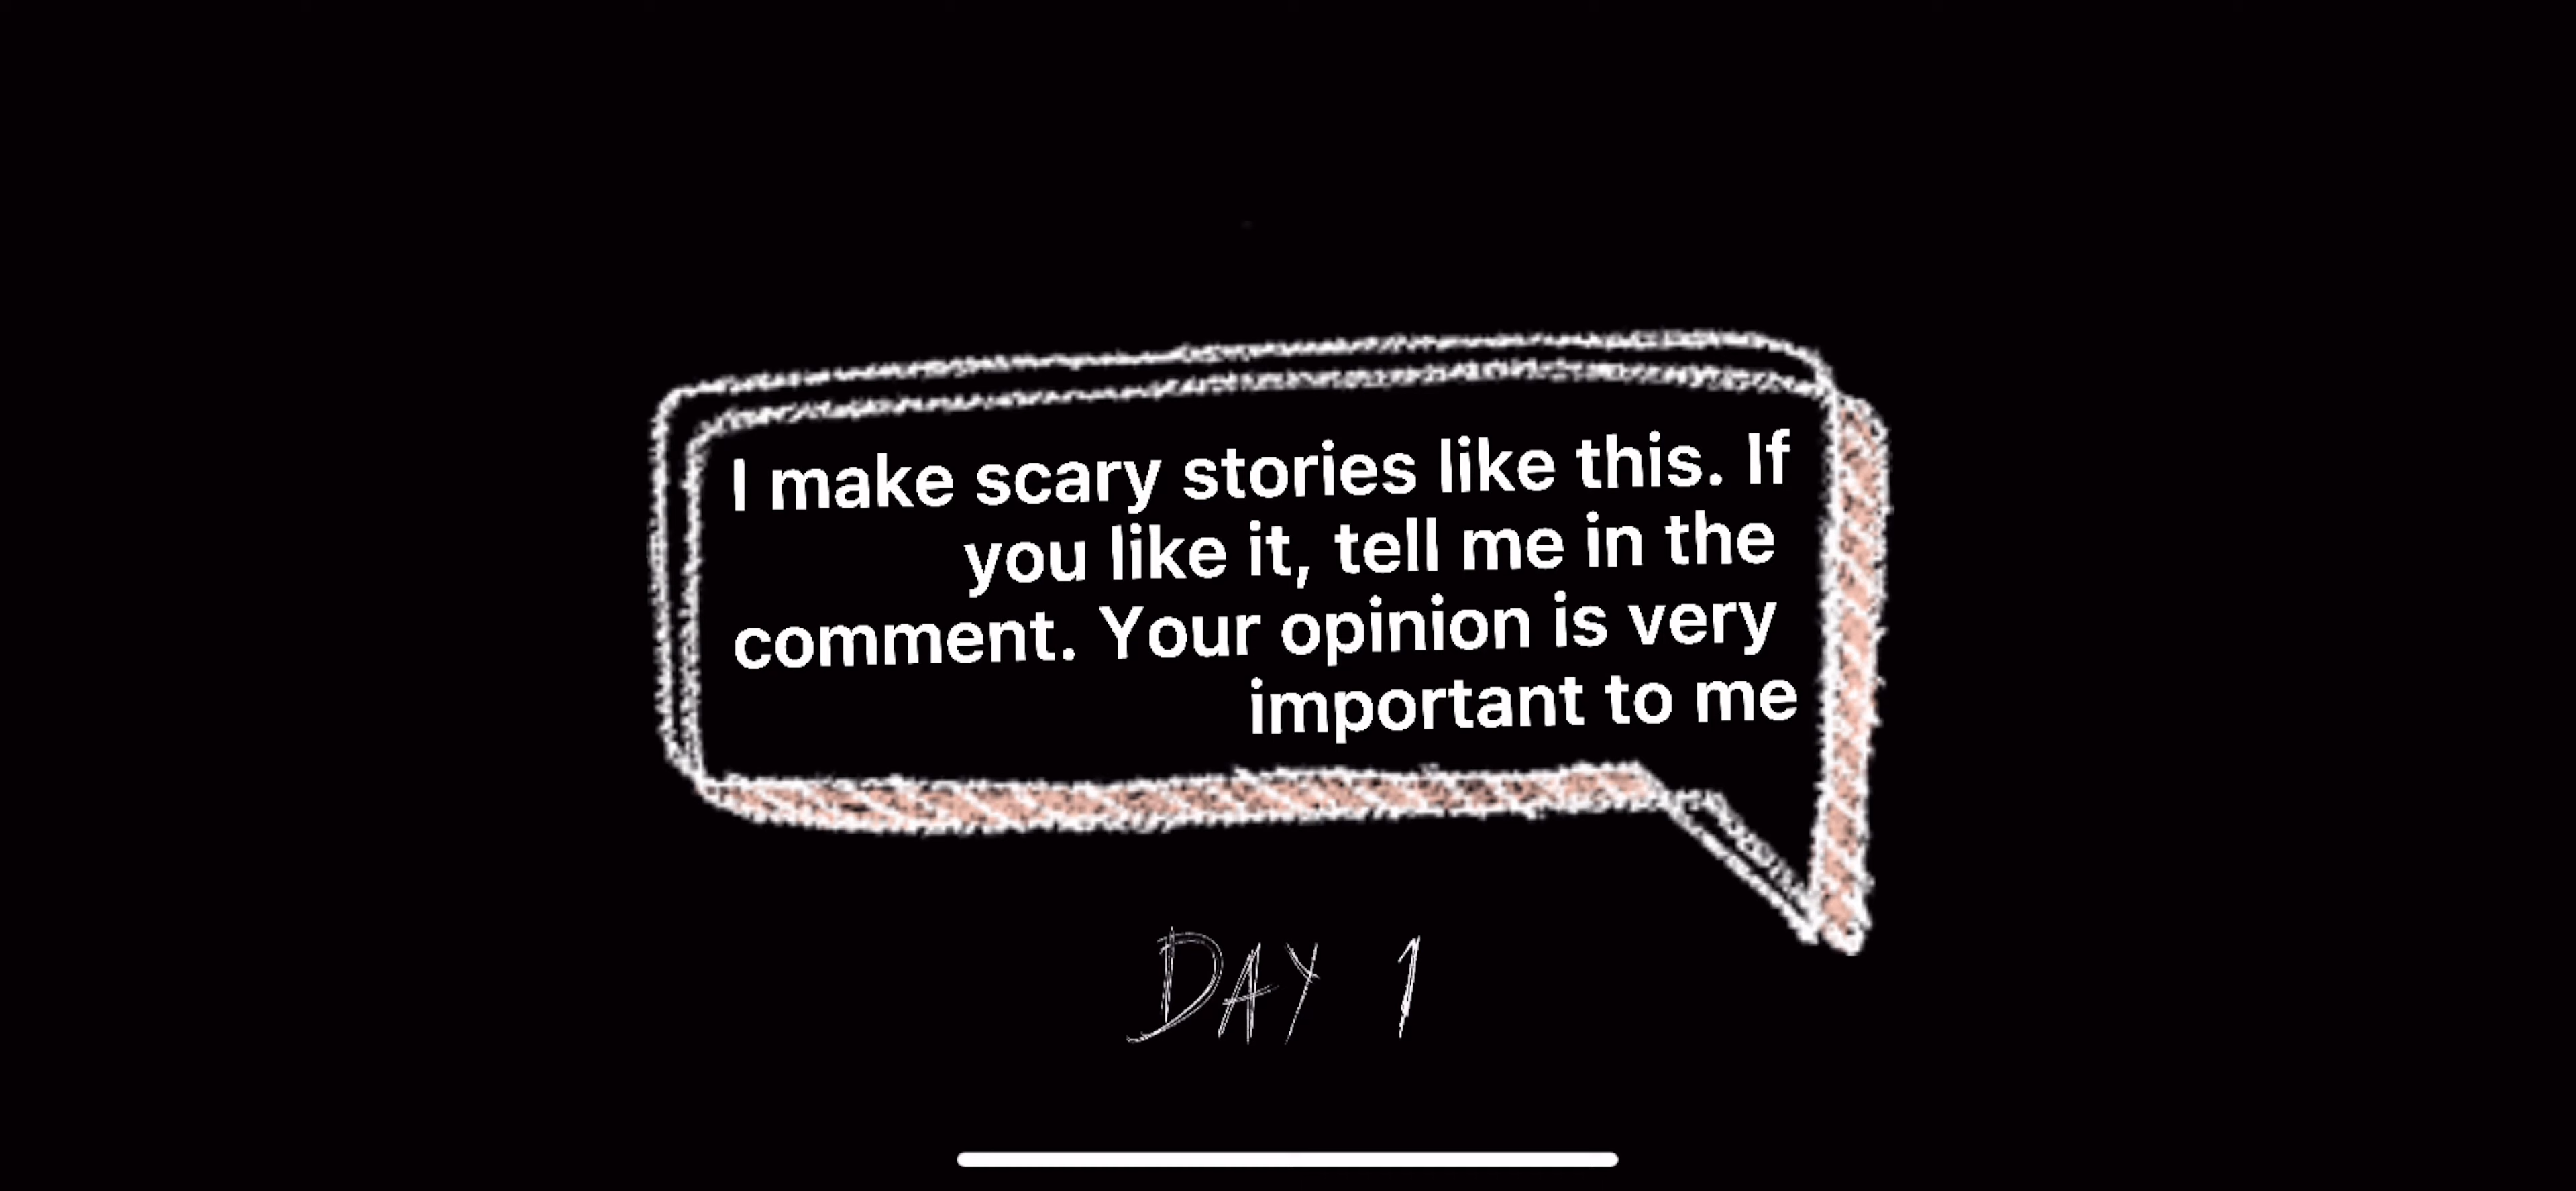 I make scary stories like this. If
you like it, tell me in the
comment. Your opinion is very
important to me
DAY 1